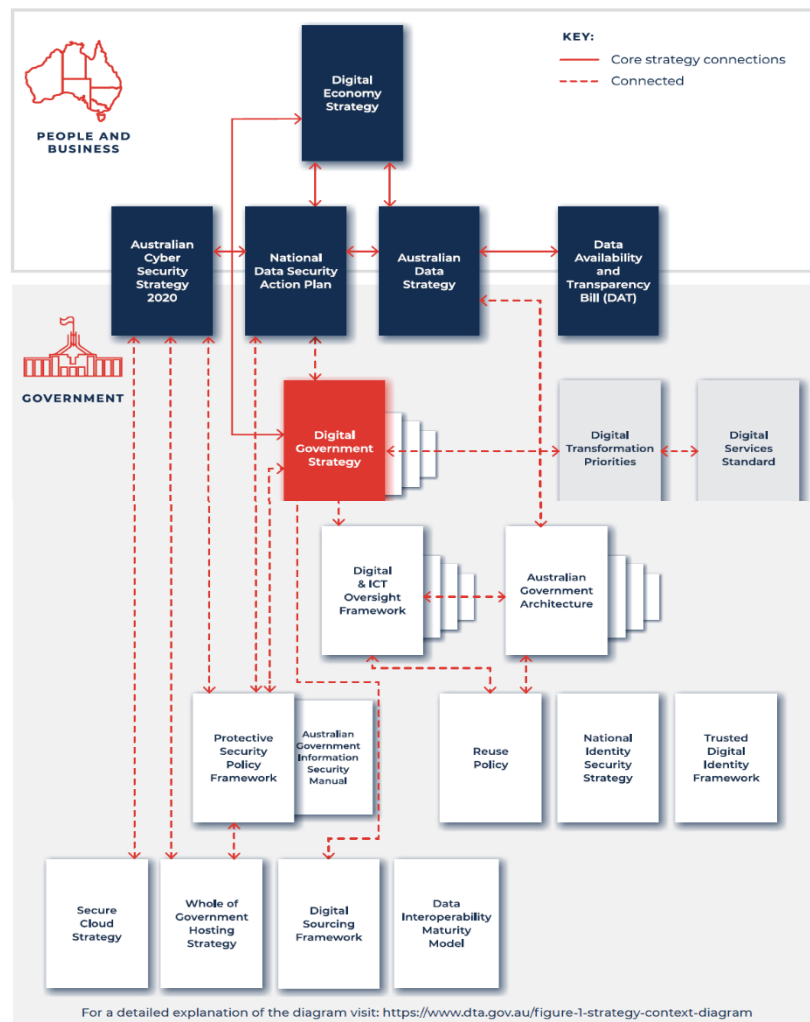 KEY:
Core strategy connections
Connected
PEOPLE AND
BUSINESS
Digital
Economy
Strategy
Australian
Cyber
Security
Strategy
2020
National
Data Security
Action Plan
Australian
Data
Strategy
Data
Availability
and
Transparency
Bill (DAT)
GOVERNMENT
Digital
Government
Strategy
Digital
Transformation
Priorities
Digital
Services
Standard
Digital
& ICT
Oversight
Framework
Australian
Government
Architecture
Protective
Security
Policy
Framework
Australian
Government
Information
Security
Manual
Reuse
Policy
National
Identity
Security
Strategy
Trusted
Digital
Identity
Framework
Secure
Cloud
Strategy
Whole of
Government
Hosting
Strategy
Digital
Sourcing
Framework
Data
Interoperability
Maturity
Model
For a detailed explanation of the diagram visit: https://www.dta.gov.au/figure-1-strategy-context-diagram